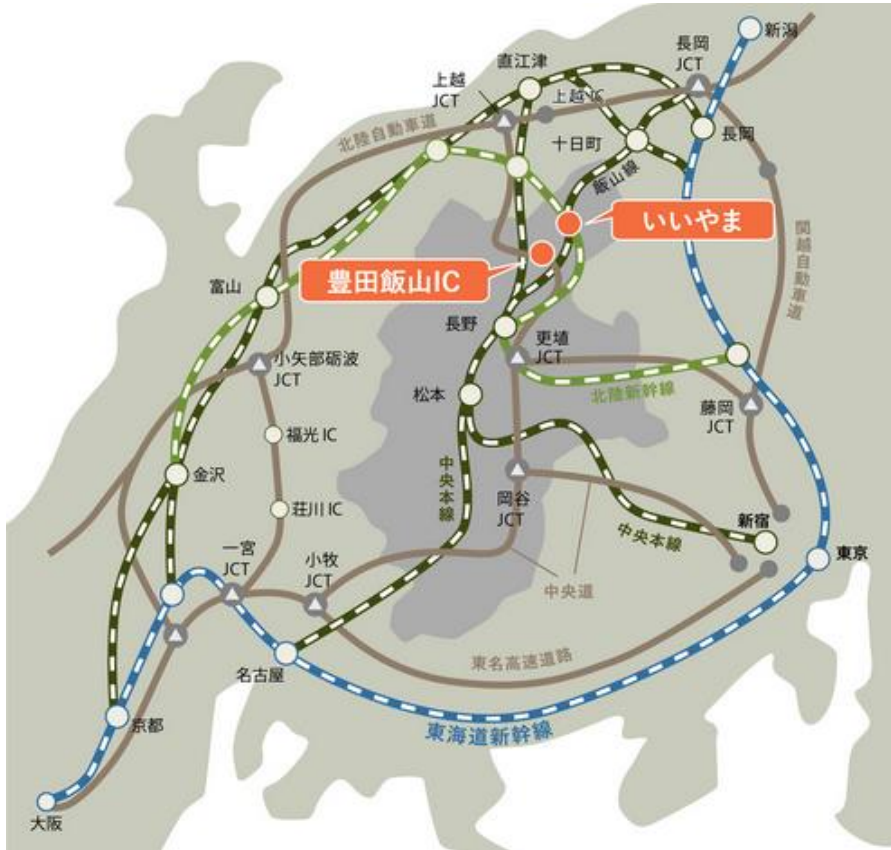 新潟
長岡
JCT
直江津
上越
JCT
上越IC
北陸自動車道
十日町
長岡
飯山線
いいやま
豊田飯山IC
関越自動車道
富山
長野
更埴
JCT
小矢部砺波
JCT
松本
北陸新幹線
藤岡
JCT
福光IC
金沢
中央本線
岡谷
JCT
荘川IC
新宿
中央本線
東京
一宮
JCT
小牧
JCT
中央道
東名高速道路
名古屋
東海道新幹線
京都
大阪